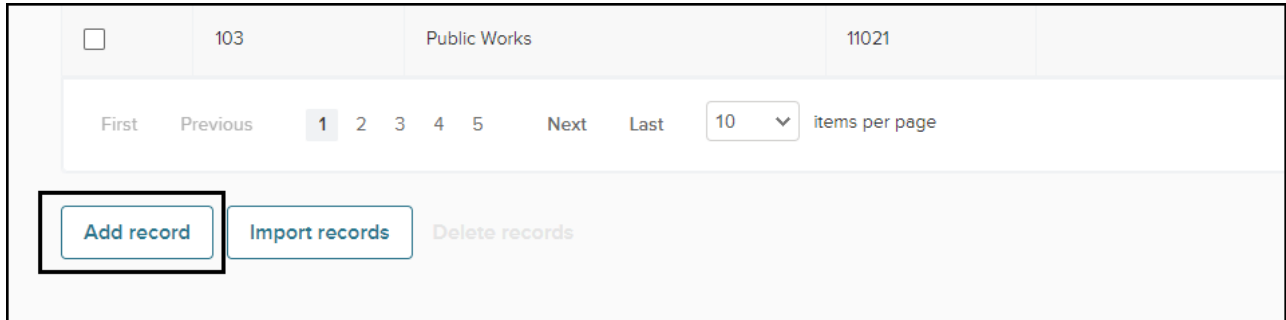 103 Public Works 11021
First Previous 1 2 3 4 5 Next Last 10 items per page
Add record Import records Delete records